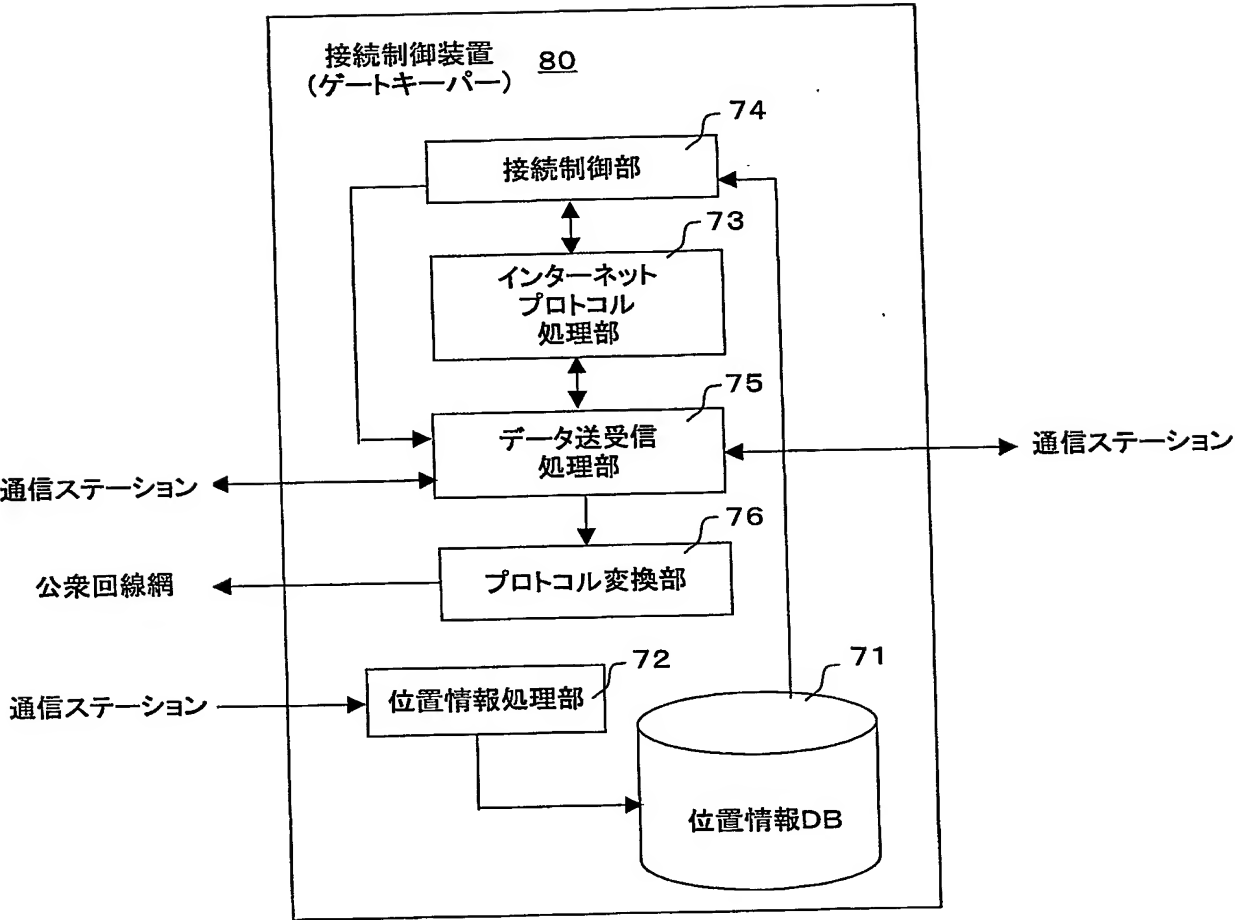 接続制御装置
(ゲートキーパー)
80
74
接続制御部
73
インターネット
プロトコル
処理部
75
データ送受信
処理部
通信ステーション
通信ステーション
76
プロトコル変換部
公衆回線網
72
位置情報処理部
通信ステーション
71
位置情報DB